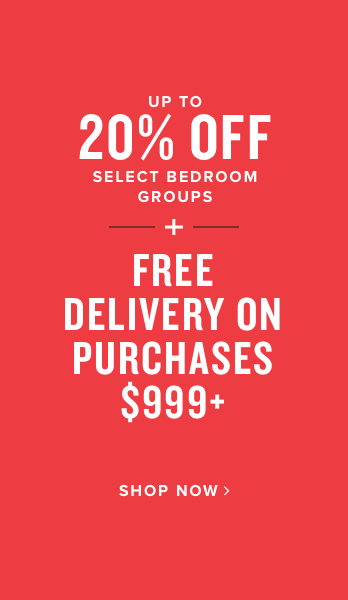 UP TO
20% OFF
SELECT BEDROOM
GROUPS
+
FREE
DELIVERY ON
PURCHASES
$999+
SHOP NOW >